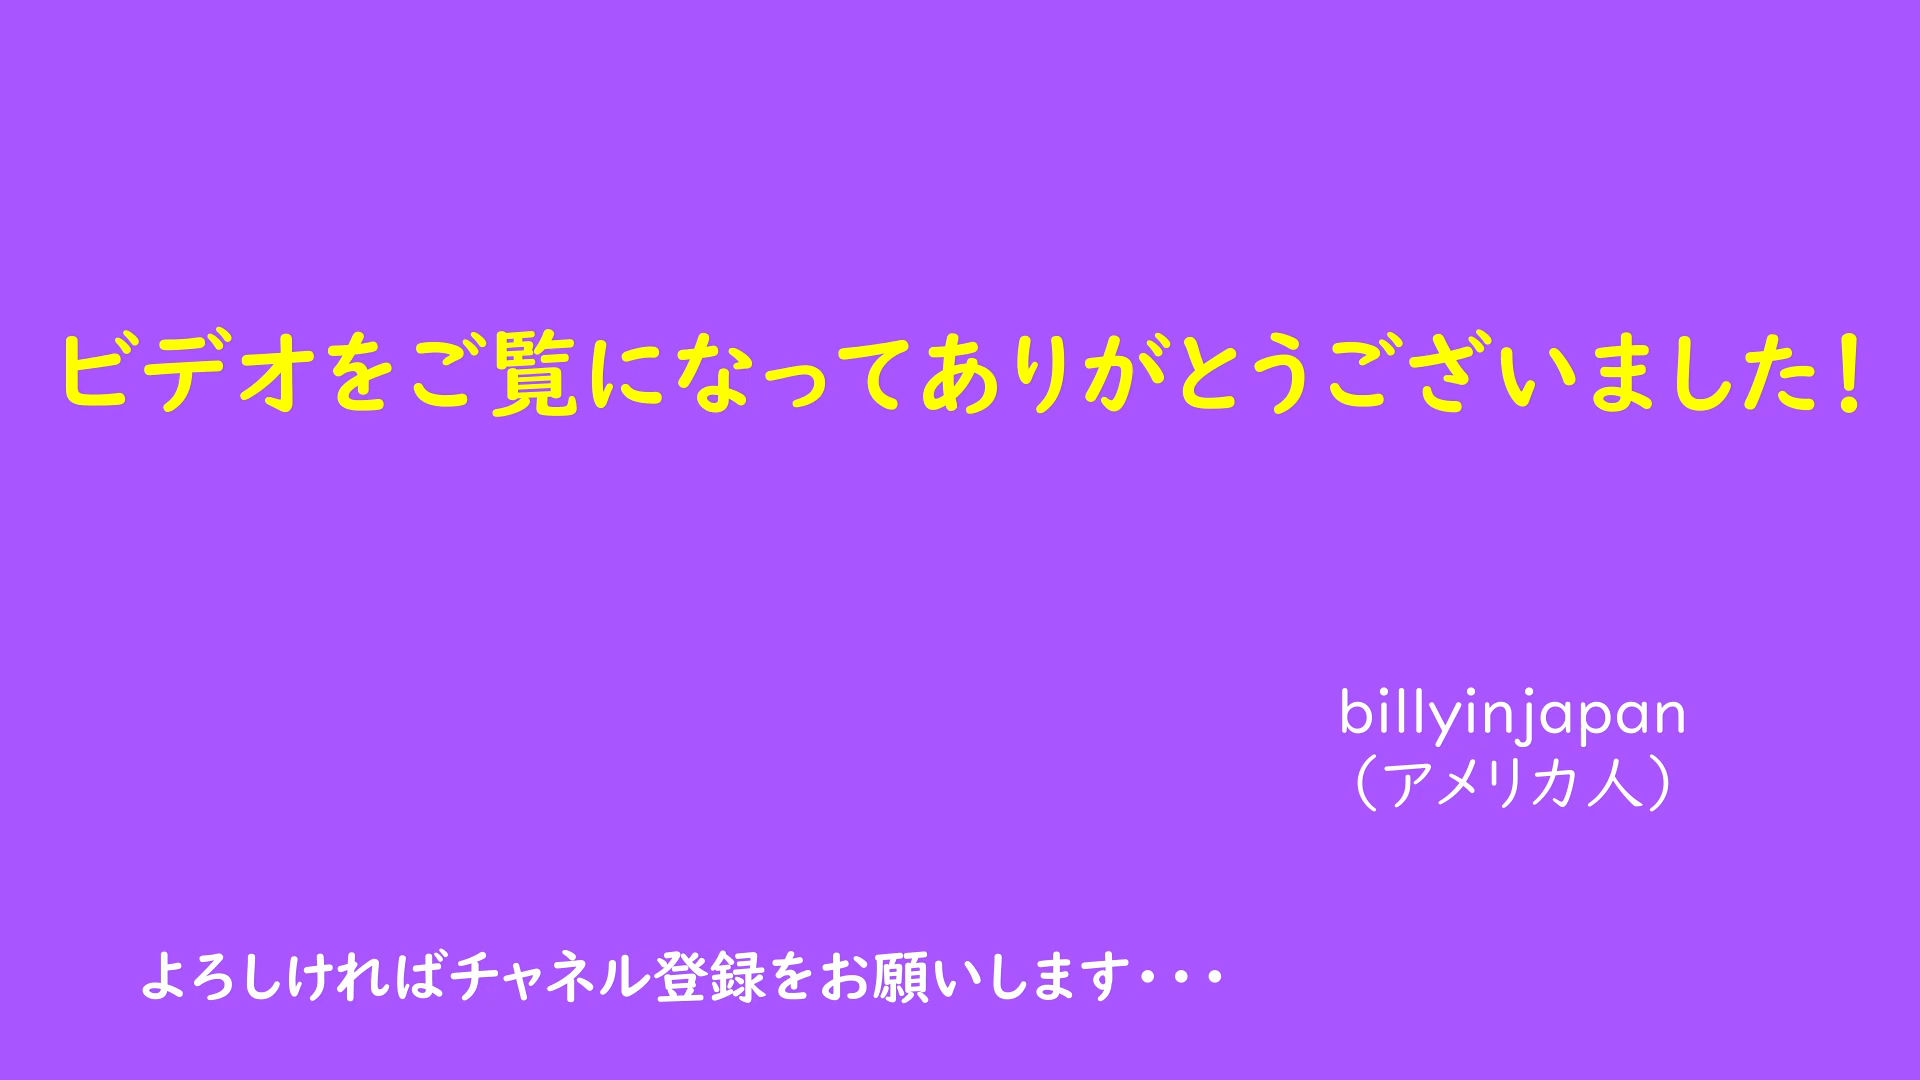 ビデオをご覧になってありがとうございました！
billyinjapan
（アメリカ人）
よろしければチャネル登録をお願いします・・・